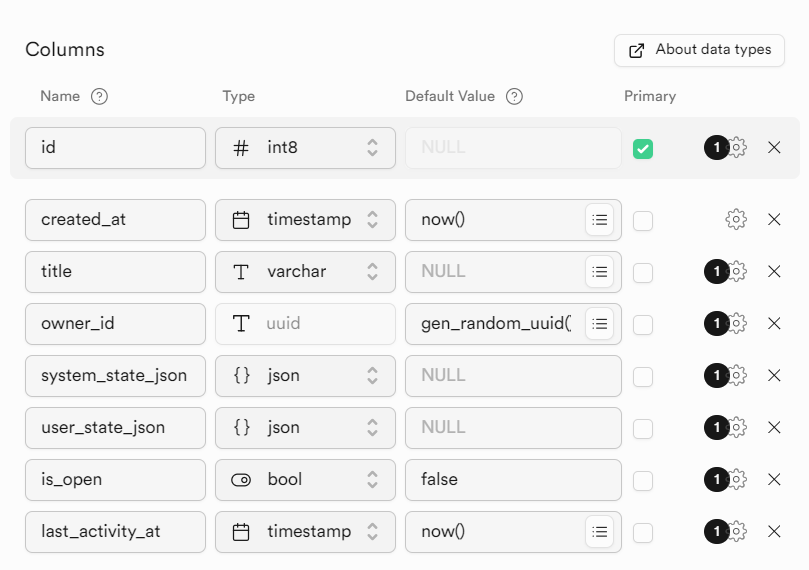 Columns
About data types
Name ? Type Default Value ? Primary
id # int8 NULL 1
created_at timestamp now()
title T varchar NULL 1
owner_id T uuid gen_random_uuid( 1
system_state_json {} json NULL 1
user_state_json {} json NULL 1
is_open bool false 1
last_activity_at timestamp now() 1